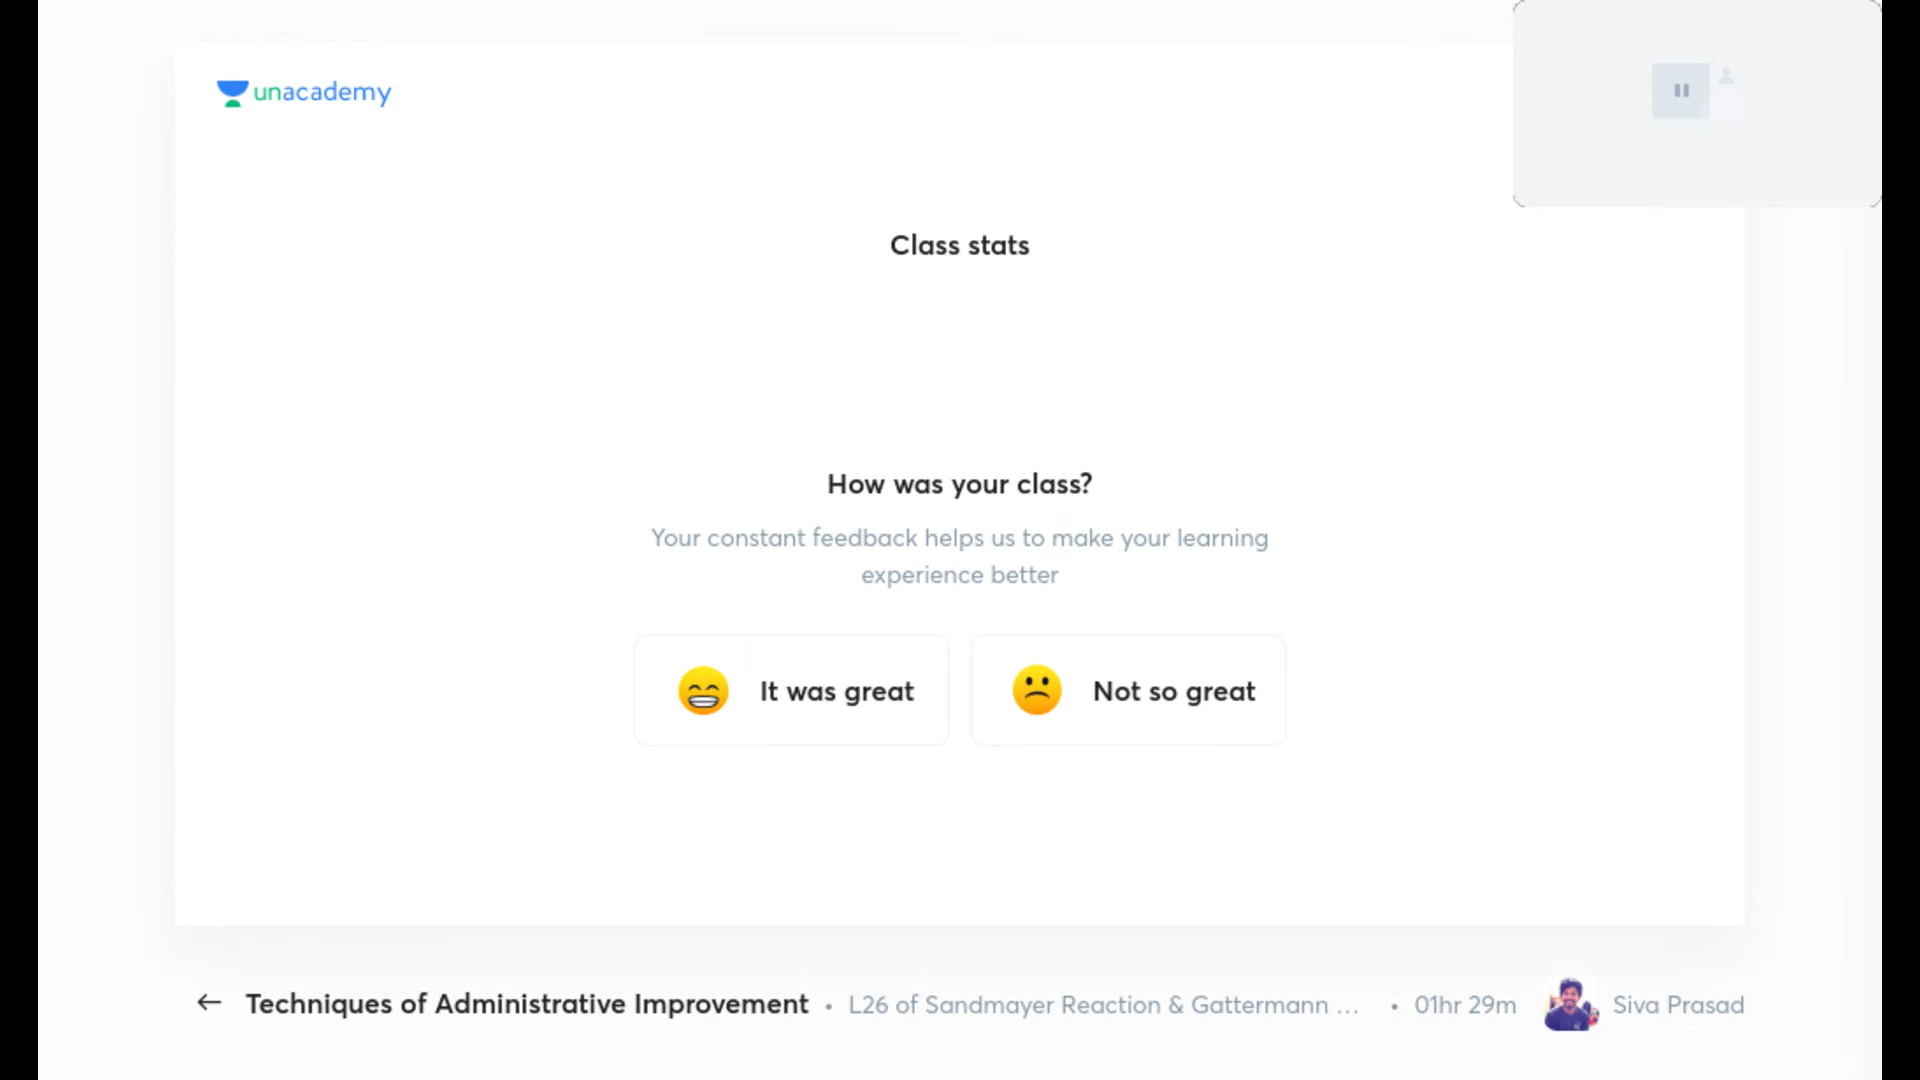 unacademy
Class stats
How was your class?
Your constant feedback helps us to make your learning
experience better
It was great
Not so great
Techniques of Administrative Improvement • L26 of Sandmayer Reaction & Gattermann ... • 01hr 29m Siva Prasad